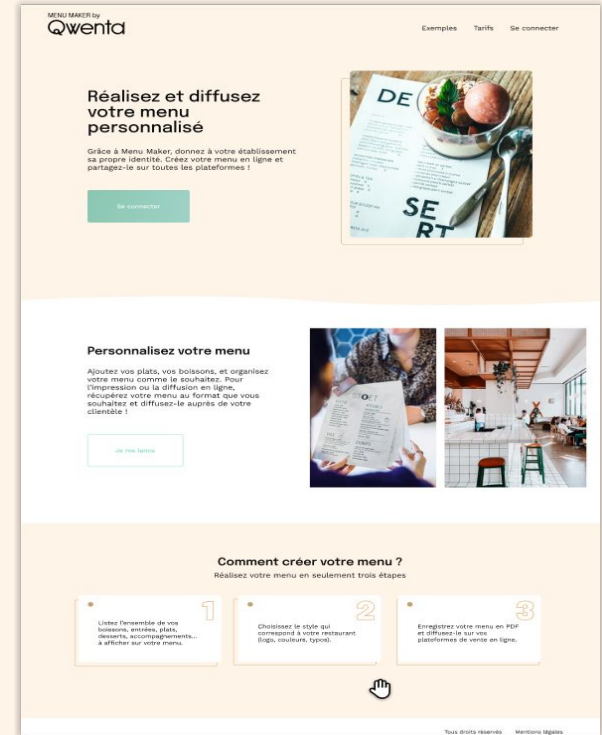 MENU MAKER by
Qwenta
Exemples Tarifs Se connecter
Réalisez et diffusez
votre menu
personnalisé
Grâce à Menu Maker, donnez à votre établissement
sa propre identité. Créez votre menu en ligne et
partagez-le sur toutes les plateformes !
Se connecter
DE
SE
RT
Personnalisez votre menu
Ajoutez vos plats, vos boissons, et organisez
votre menu comme le souhaitez. Pour
l'impression ou la diffusion en ligne,
récupérez votre menu au format que vous
souhaitez et diffusez-le auprès de votre
clientèle !
Je me lance
Comment créer votre menu ?
Réalisez votre menu en seulement trois étapes
1
Listez l'ensemble de vos
boissons, entrées, plats,
desserts, accompagnements...
à afficher sur votre menu.
2
Choisissez le style qui
correspond à votre restaurant
(logo, couleurs, typos).
3
Enregistrez votre menu en PDF
et diffusez-le sur vos
plateformes de vente en ligne.
Tous droits réservés Mentions légales